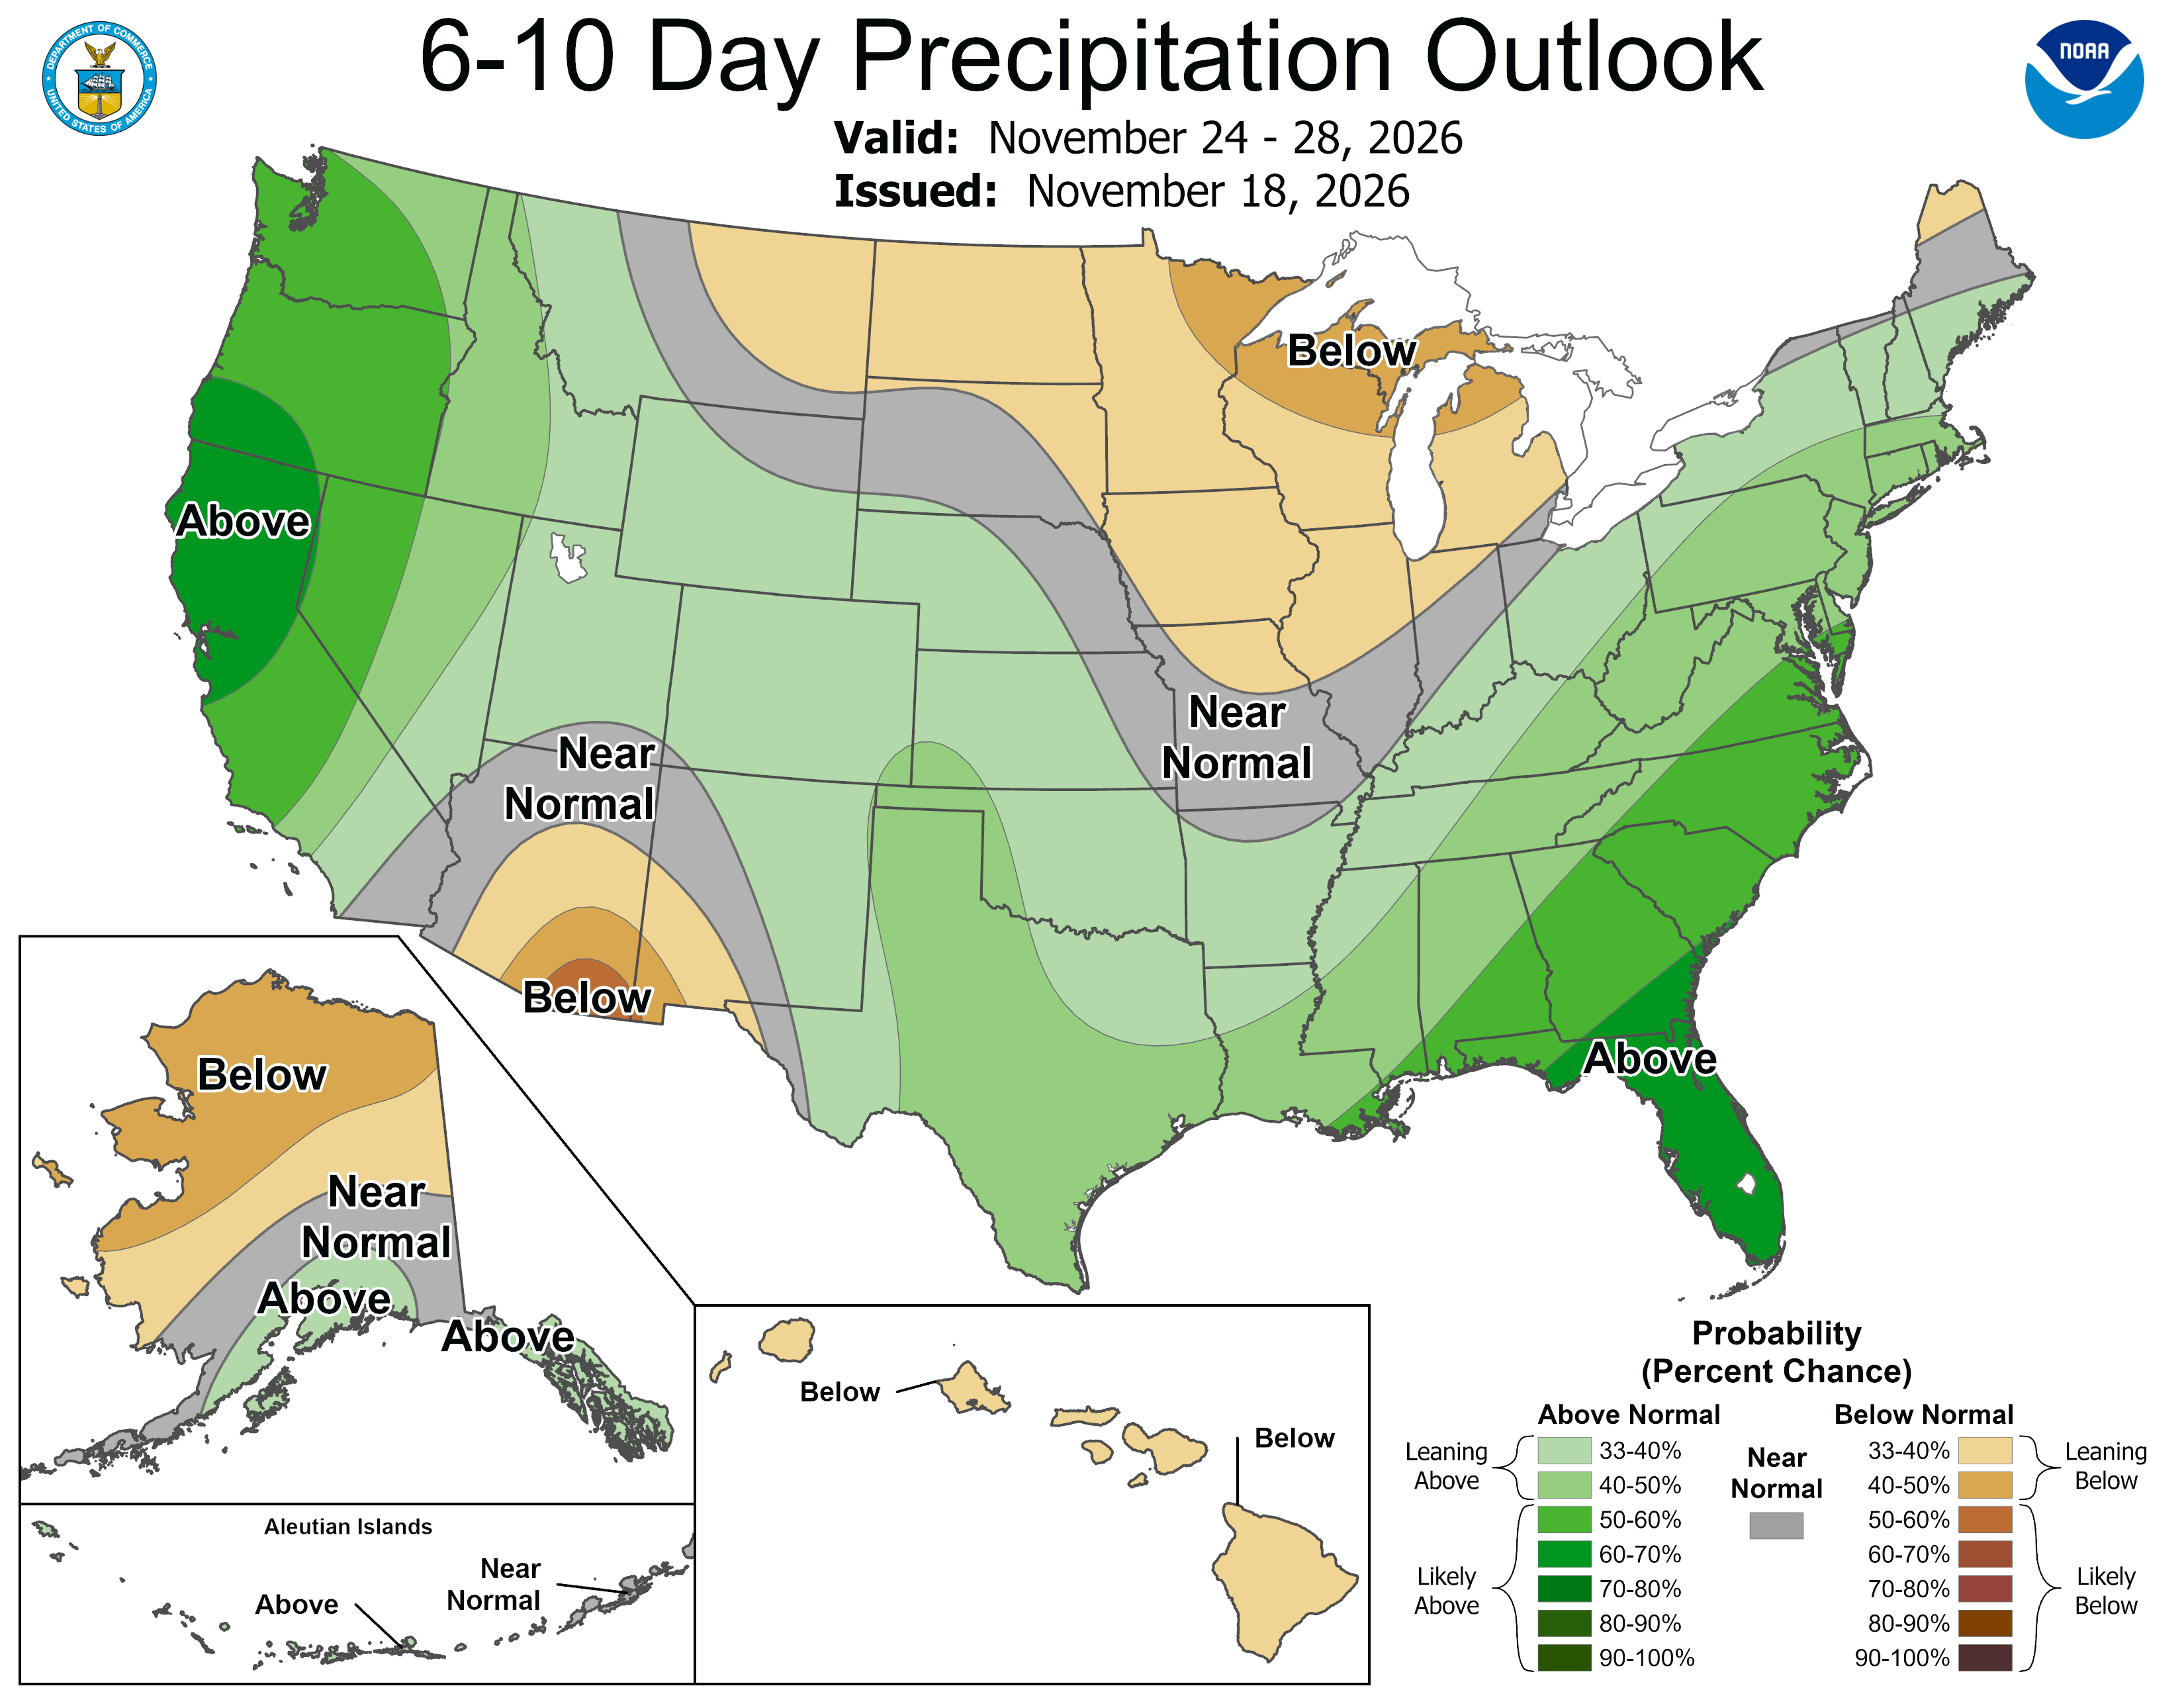 6-10 Day Precipitation Outlook
Valid: November 24 - 28, 2026
Issued: November 18, 2026
DEPARTMENT OF COMMERCE
UNITED STATES OF AMERICA
NOAA
Below
Above
Near
Normal
Near
Normal
Below
Above
Below
Near
Normal
Above
Above
Below
Below
Aleutian Islands
Near
Normal
Above
Probability
(Percent Chance)
Above Normal
Below Normal
Leaning
Above
33-40%
40-50%
Likely
Above
50-60%
60-70%
70-80%
80-90%
90-100%
Near
Normal
33-40%
40-50%
Leaning
Below
50-60%
60-70%
70-80%
80-90%
90-100%
Likely
Below